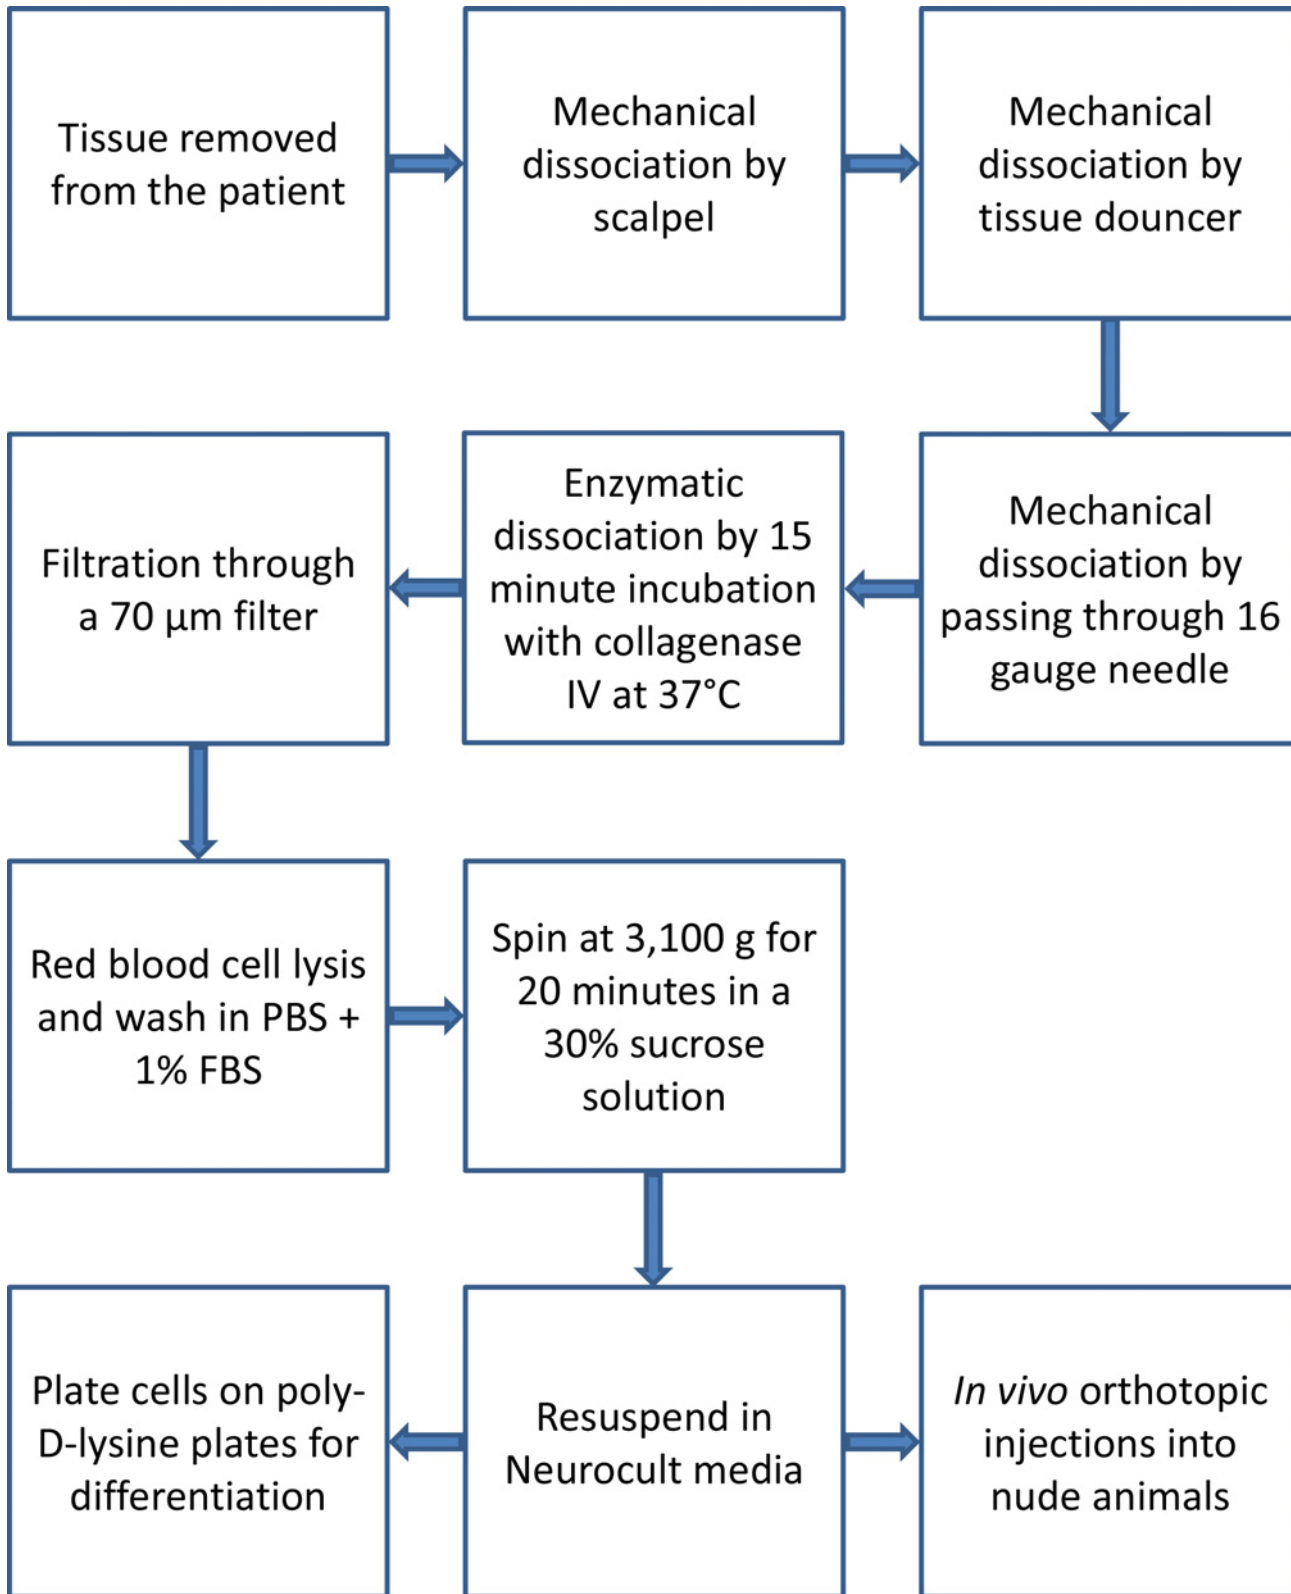 Tissue removed
from the patient
Mechanical
dissociation by
scalpel
Mechanical
dissociation by
tissue douncer
Mechanical
dissociation by
passing through 16
gauge needle
Enzymatic
dissociation by 15
minute incubation
with collagenase
IV at 37°C
Filtration through
a 70 µm filter
Red blood cell lysis
and wash in PBS +
1% FBS
Spin at 3,100 g for
20 minutes in a
30% sucrose
solution
Resuspend in
Neurocult media
Plate cells on poly-
D-lysine plates for
differentiation
In vivo orthotopic
injections into
nude animals